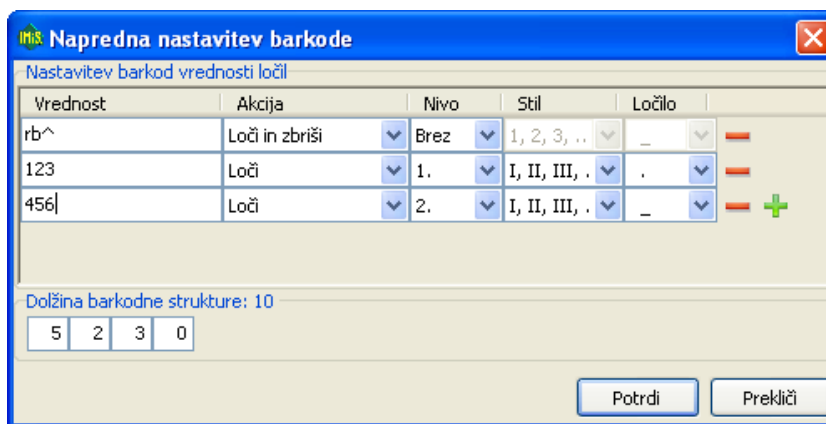 IMiS Napredna nastavitev barkode
Nastavitev barkod vrednosti ločil
Vrednost Akcija Nivo Stil Ločilo
rb^ Loči in zbriši Brez 1, 2, 3, .. _
123 Loči 1. I, II, III, . .
456 Loči 2. I, II, III, . _
Dolžina barkodne strukture: 10
5 2 3 0
Potrdi Prekliči